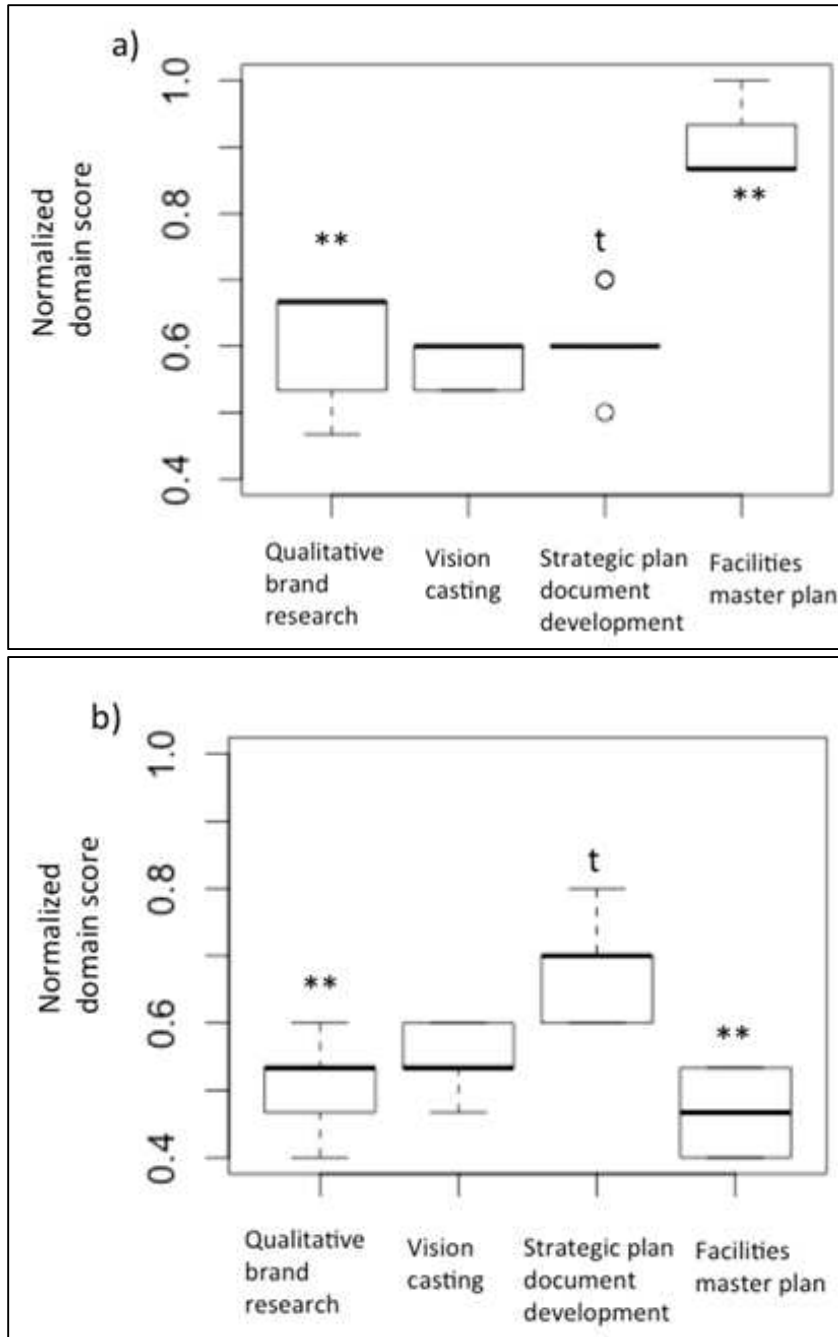 a)
Normalized
domain score
1.0
0.8
0.6
0.4
**
t
**
Qualitative
brand
research
Vision
casting
Strategic plan
document
development
Facilities
master plan
b)
Normalized
domain score
1.0
0.8
0.6
0.4
**
t
**
Qualitative
brand
research
Vision
casting
Strategic plan
document
development
Facilities
master plan